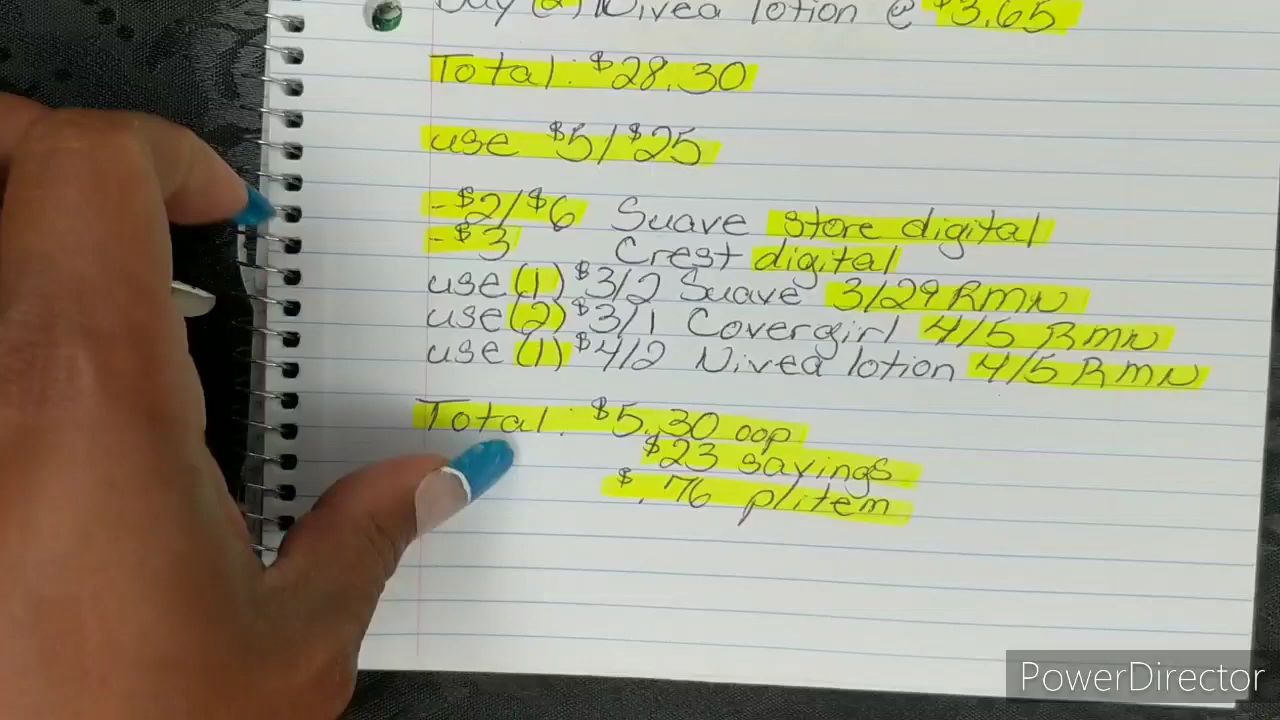 Buy (2) Nivea lotion @ $3.65
Total: $28.30
use $5/$25
-$2/$6 Suave store digital
-$3 Crest digital
use (1) $3/2 Suave 3/29 RMN
use (2) $3/1 Covergirl 4/5 RMN
use (1) $4/2 Nivea lotion 4/5 RMN
Total: $5.30 oop
$23 savings
$.76 p/item
PowerDirector